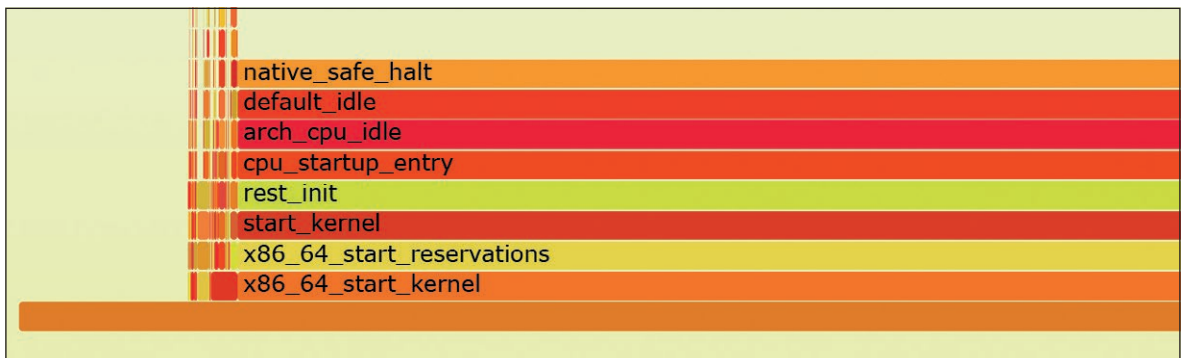 native_safe_halt
default_idle
arch_cpu_idle
cpu_startup_entry
rest_init
start_kernel
x86_64_start_reservations
x86_64_start_kernel